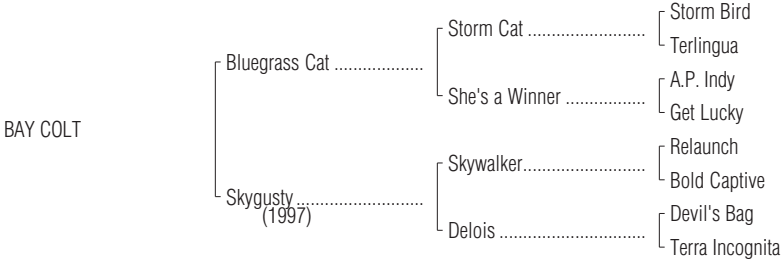 Storm Bird
Storm Cat ..........................
Terlingua
Bluegrass Cat ...................
A.P. Indy
She's a Winner .................
Get Lucky
BAY COLT
Relaunch
Skywalker..........................
Bold Captive
Skygusty ...........................
(1997)
Devil's Bag
Delois ...............................
Terra Incognita